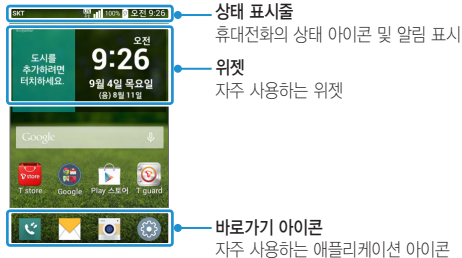 SKT 100% 오전 9:26
상태 표시줄
휴대전화의 상태 아이콘 및 알림 표시
도시를
추가하려면
터치하세요.
오전
9:26
9월 4일 목요일
(음) 8월 11일
위젯
자주 사용하는 위젯
Google
T store
T store Google Play 스토어 T guard
바로가기 아이콘
자주 사용하는 애플리케이션 아이콘